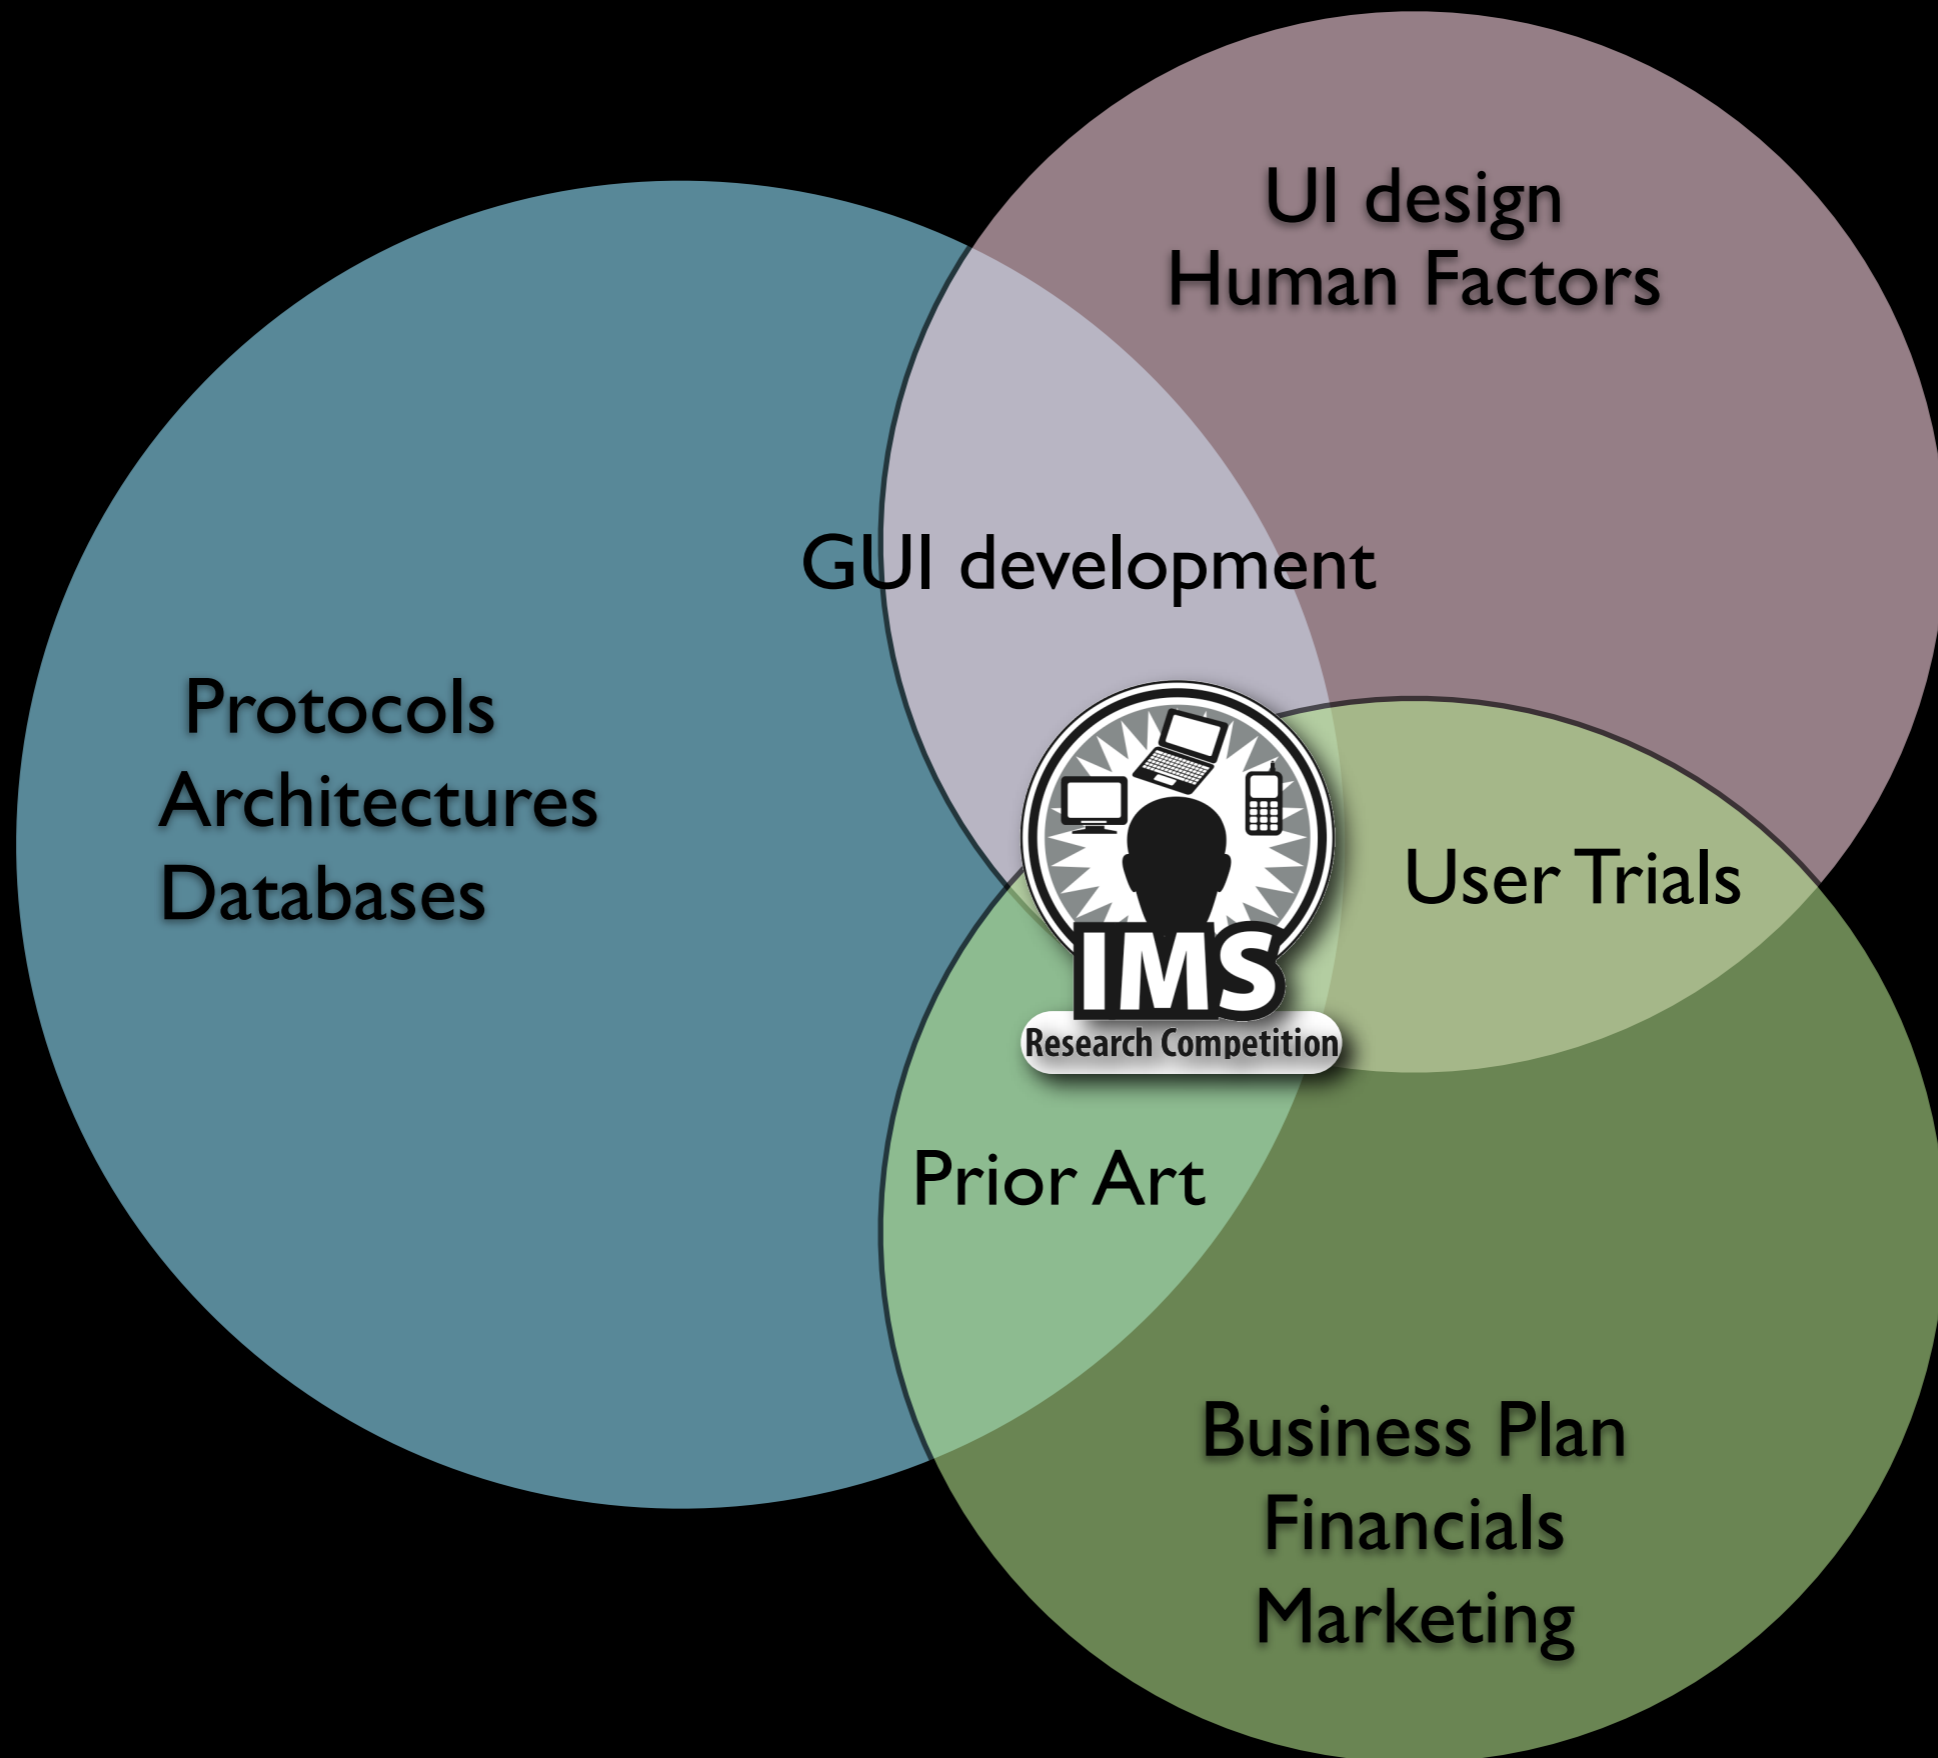 UI design
Human Factors
GUI development
Protocols
Architectures
Databases
User Trials
IMS
Research Competition
Prior Art
Business Plan
Financials
Marketing